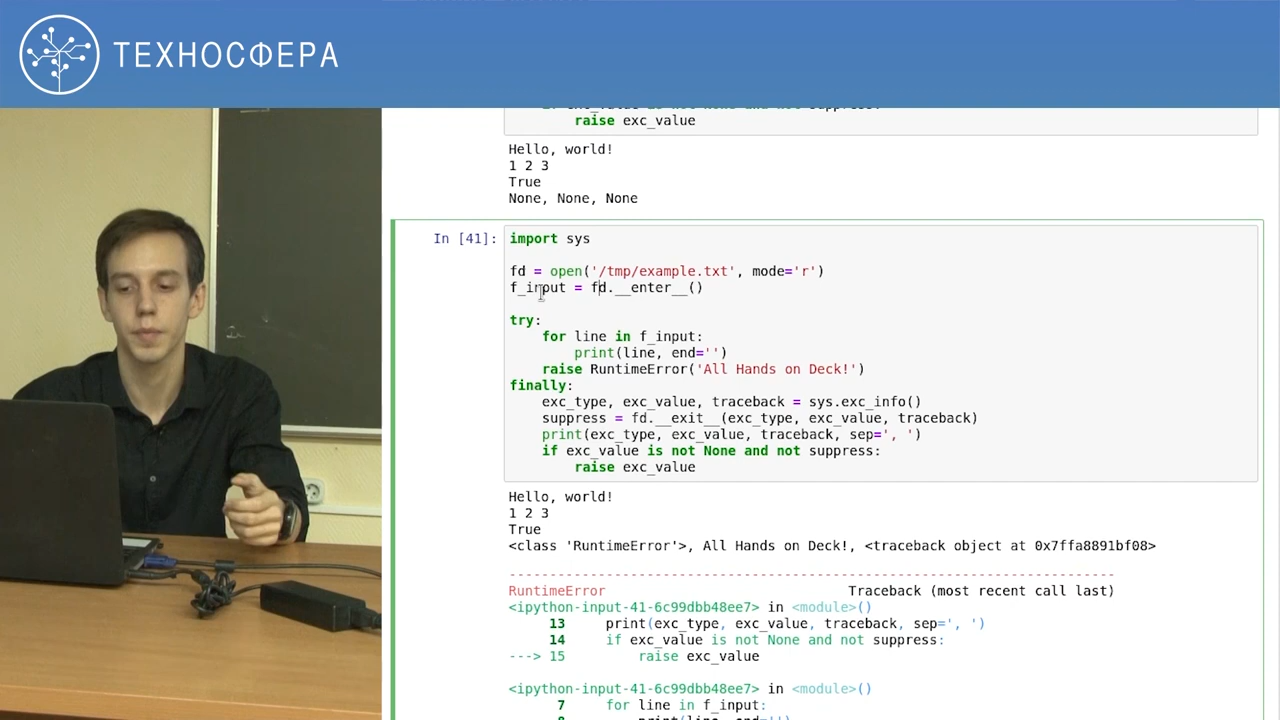 ТЕХНОСФЕРА
raise exc_value
Hello, world!
1 2 3
True
None, None, None
In [41]:
import sys
fd = open('/tmp/example.txt', mode='r')
f_input = fd.__enter__()
try:
for line in f_input:
print(line, end='')
raise RuntimeError('All Hands on Deck!')
finally:
exc_type, exc_value, traceback = sys.exc_info()
suppress = fd.__exit__(exc_type, exc_value, traceback)
print(exc_type, exc_value, traceback, sep=', ')
if exc_value is not None and not suppress:
raise exc_value
Hello, world!
1 2 3
True
<class 'RuntimeError'>, All Hands on Deck!, <traceback object at 0x7ffa8891bf08>
---------------------------------------------------------------------------
RuntimeError Traceback (most recent call last)
<ipython-input-41-6c99dbb48ee7> in <module>()
13 print(exc_type, exc_value, traceback, sep=', ')
14 if exc_value is not None and not suppress:
---> 15 raise exc_value
<ipython-input-41-6c99dbb48ee7> in <module>()
7 for line in f_input: